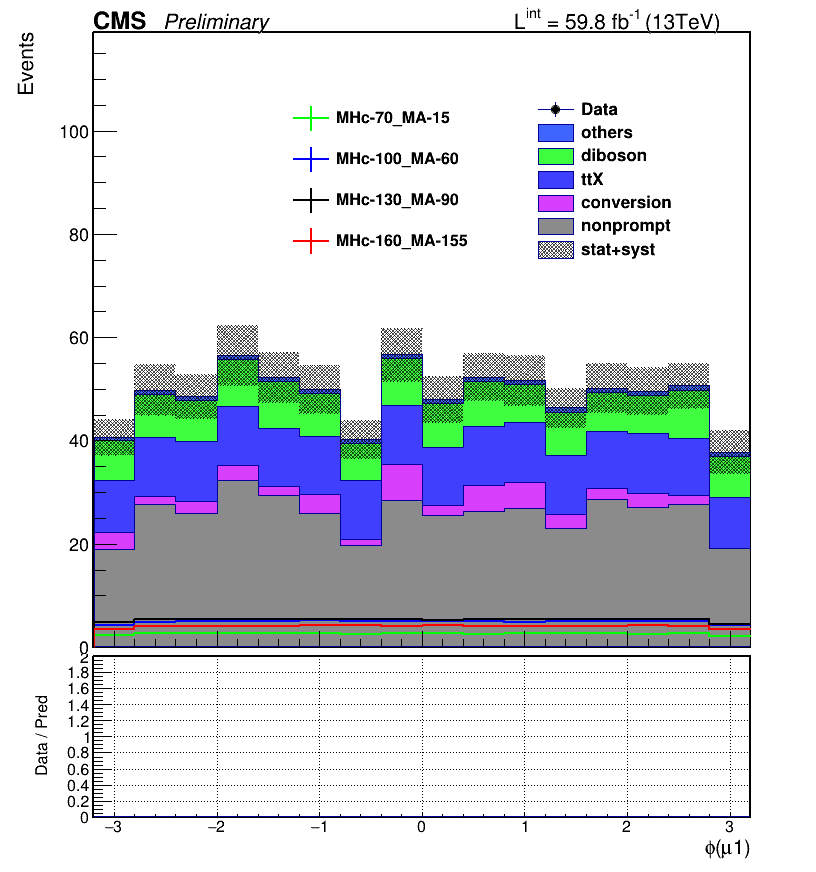 CMS Preliminary L^int = 59.8 fb^-1 (13TeV)
Events
100
80
60
40
20
0
MHc-70_MA-15
MHc-100_MA-60
MHc-130_MA-90
MHc-160_MA-155
Data
others
diboson
ttX
conversion
nonprompt
stat+syst
Data / Pred
2
1.8
1.6
1.4
1.2
1
0.8
0.6
0.4
0.2
0
−3 −2 −1 0 1 2 3
ϕ(μ1)